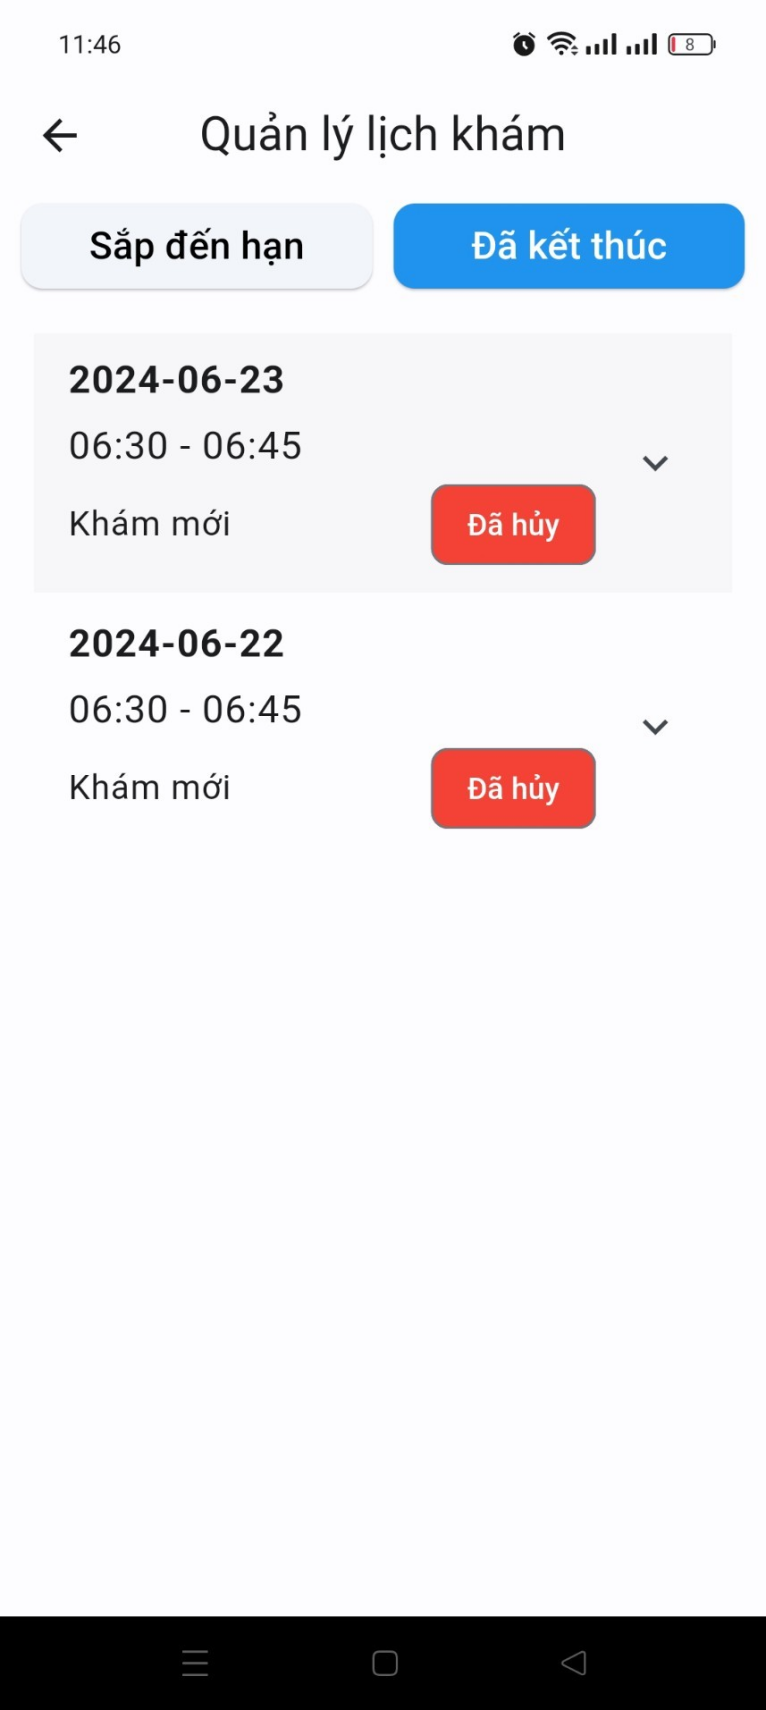 11:46
8
Quản lý lịch khám
Sắp đến hạn
Đã kết thúc
2024-06-23
06:30 - 06:45
Khám mới
Đã hủy
2024-06-22
06:30 - 06:45
Khám mới
Đã hủy